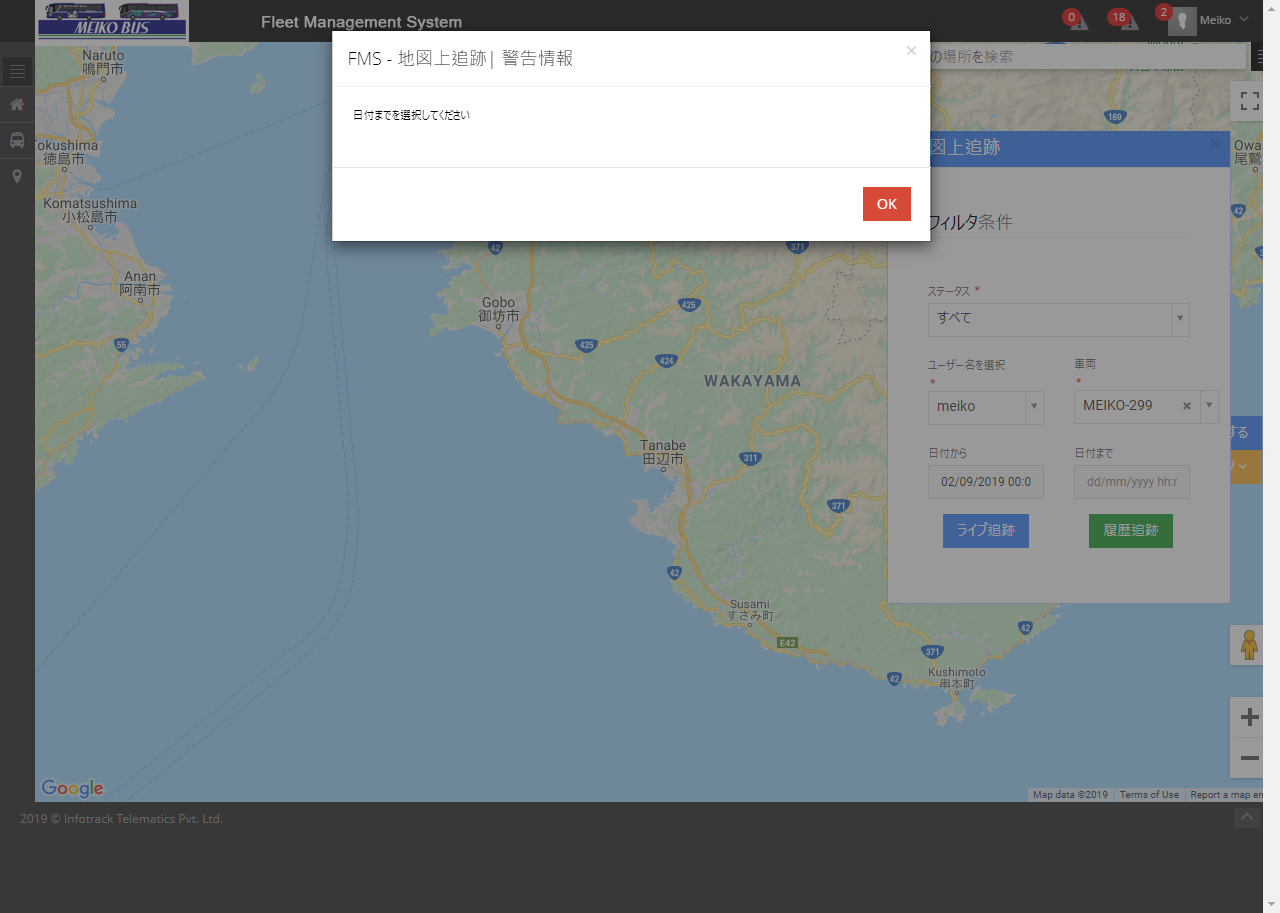 MEIKO BUS
Fleet Management System
0
18
2
Meiko
FMS - 地図上追跡| 警告情報
×
日付までを選択してください
OK
の場所を検索
図上追跡
×
フィルタ条件
ステータス *
すべて
ユーザー名を選択
*
車両
*
meiko
MEIKO-299
日付から
日付まで
02/09/2019 00:0
dd/mm/yyyy hh:r
ライブ追跡
履歴追跡
する
Naruto
鳴門市
Tokushima
徳島市
Komatsushima
小松島市
Anan
阿南市
55
42
Gobo
御坊市
425
425
424
371
169
WAKAYAMA
Tanabe
田辺市
311
371
42
Susami
すさみ町
E42
42
371
42
Kushimoto
串本町
Owa
尾鷲
42
Google
Map data ©2019
Terms of Use
Report a map er
2019 © Infotrack Telematics Pvt. Ltd.